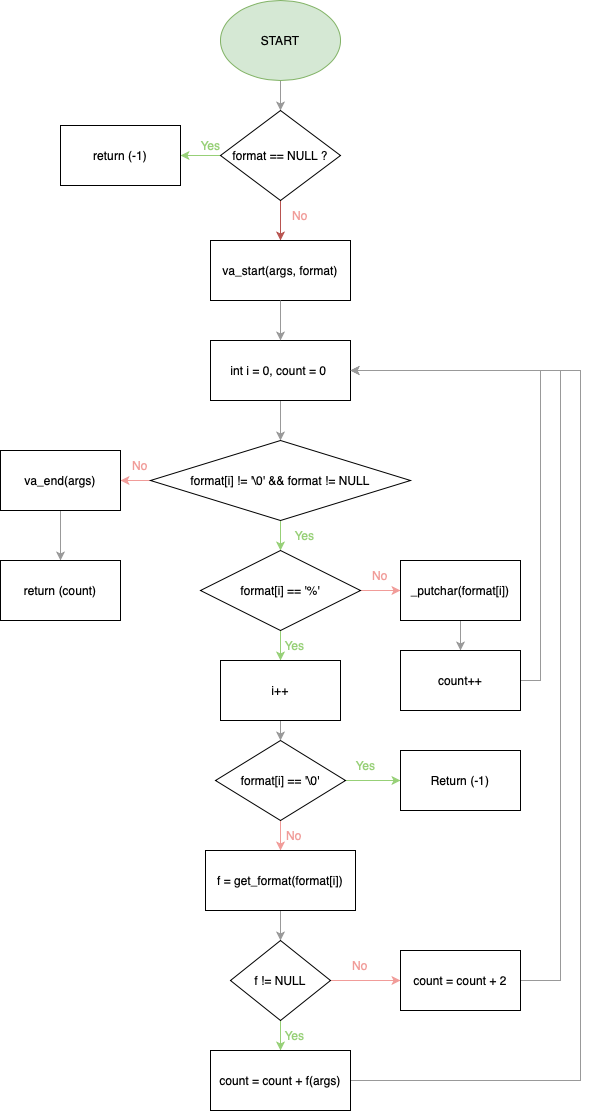 START
format == NULL ?
Yes
return (-1)
No
va_start(args, format)
int i = 0, count = 0
format[i] != '\0' && format != NULL
No
va_end(args)
return (count)
Yes
format[i] == '%'
No
_putchar(format[i])
count++
Yes
i++
format[i] == '\0'
Yes
Return (-1)
No
f = get_format(format[i])
f != NULL
No
count = count + 2
Yes
count = count + f(args)